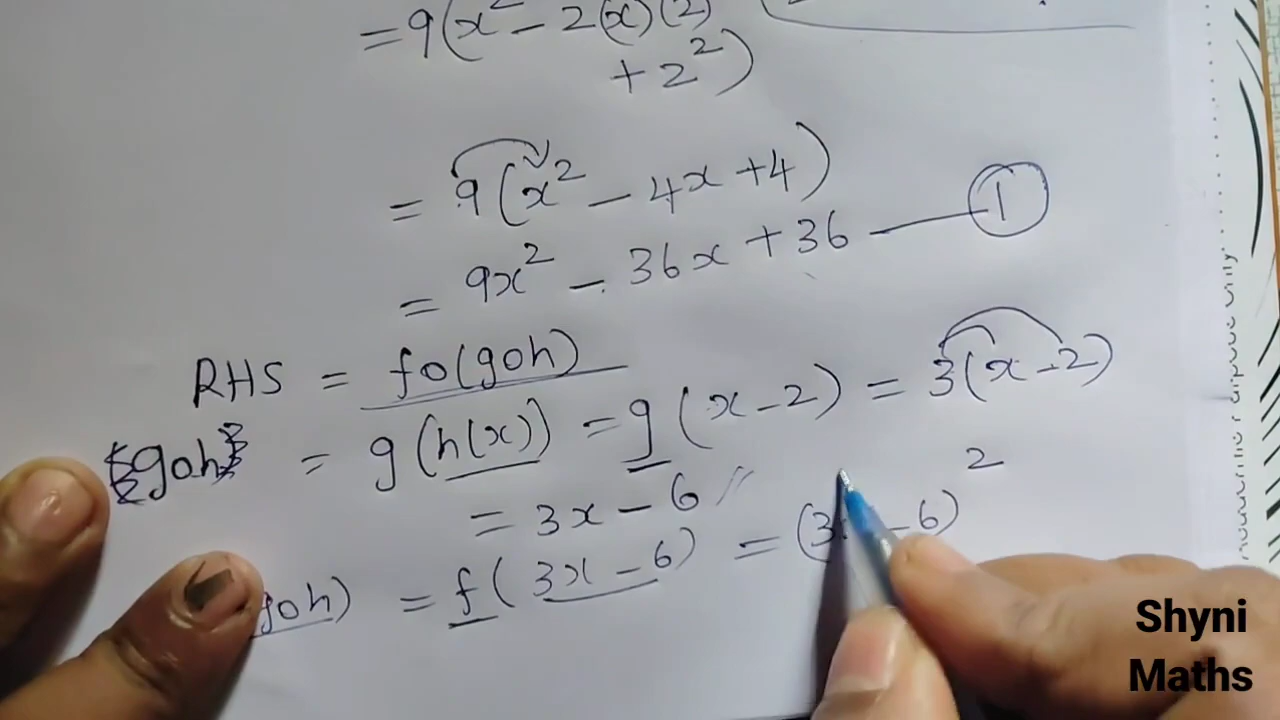 =9(x² - 2(x)(2)
+2²)
= 9(x² - 4x + 4)
= 9x² - 36x + 36 — ①
RHS = fo(goh)
goh = g(h(x)) = g(x-2) = 3(x-2)
= 3x - 6 //
goh) = f(3x - 6) = (3x - 6)²
Shyni
Maths